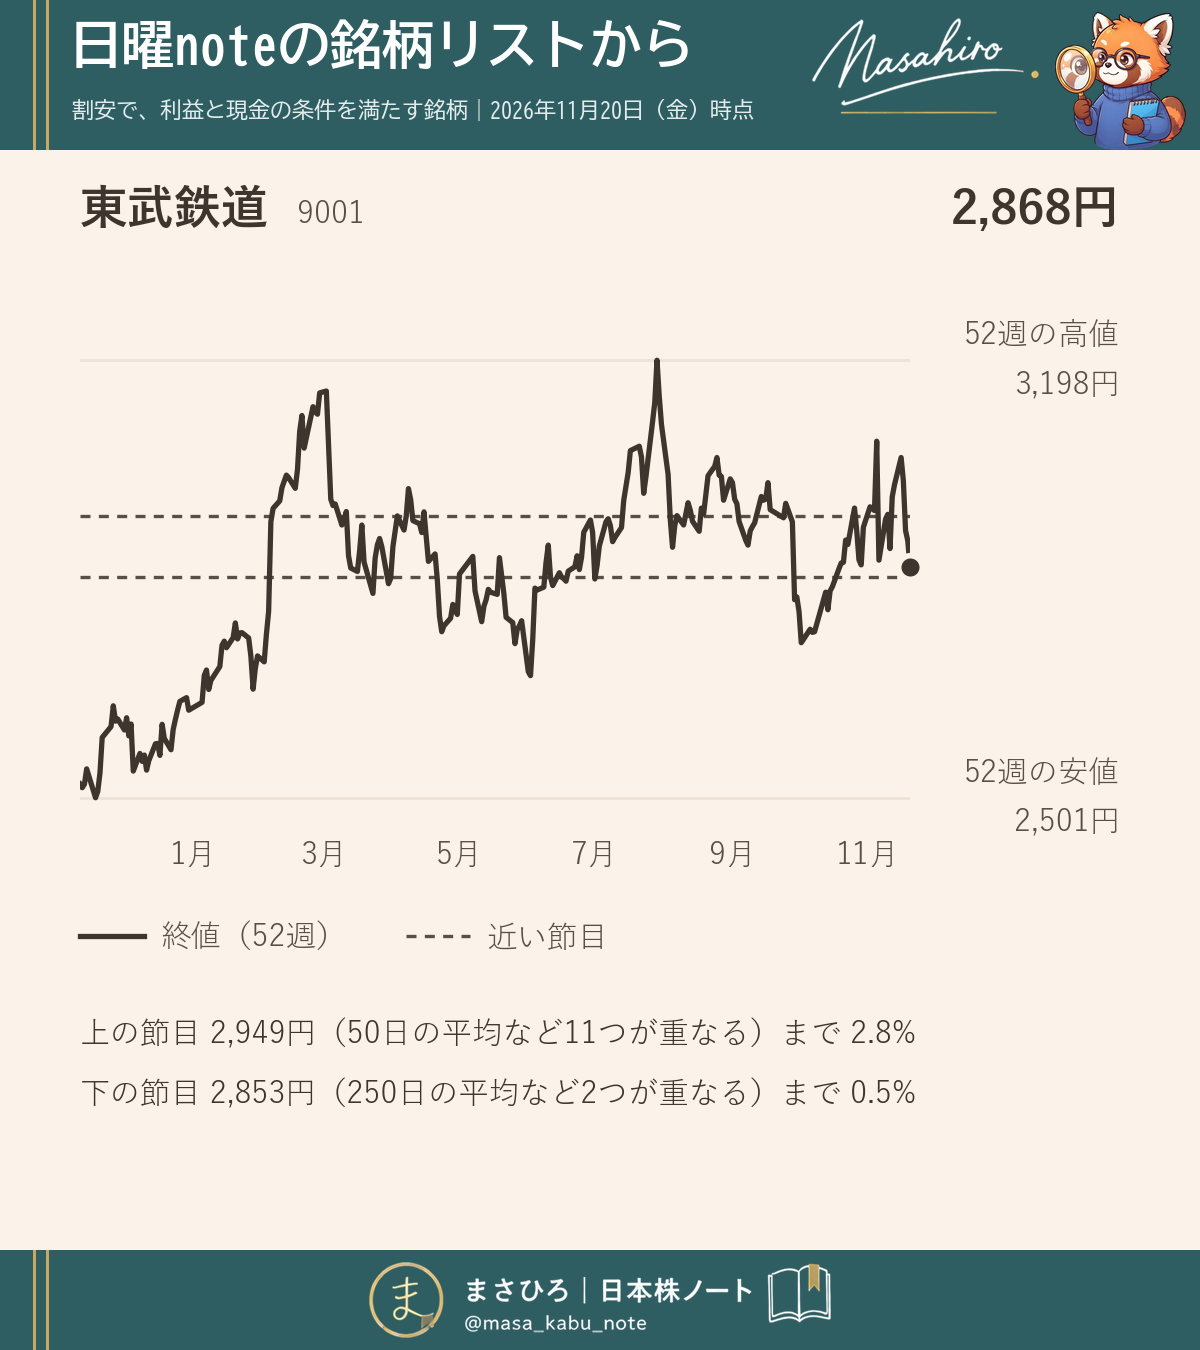 日曜noteの銘柄リストから
割安で、利益と現金の条件を満たす銘柄｜2026年11月20日（金）時点
Masahiro
東武鉄道 9001
2,868円
52週の高値
3,198円
52週の安値
2,501円
1月 3月 5月 7月 9月 11月
終値（52週） 近い節目
上の節目 2,949円（50日の平均など11つが重なる）まで 2.8%
下の節目 2,853円（250日の平均など2つが重なる）まで 0.5%
ま
まさひろ｜日本株ノート
@masa_kabu_note